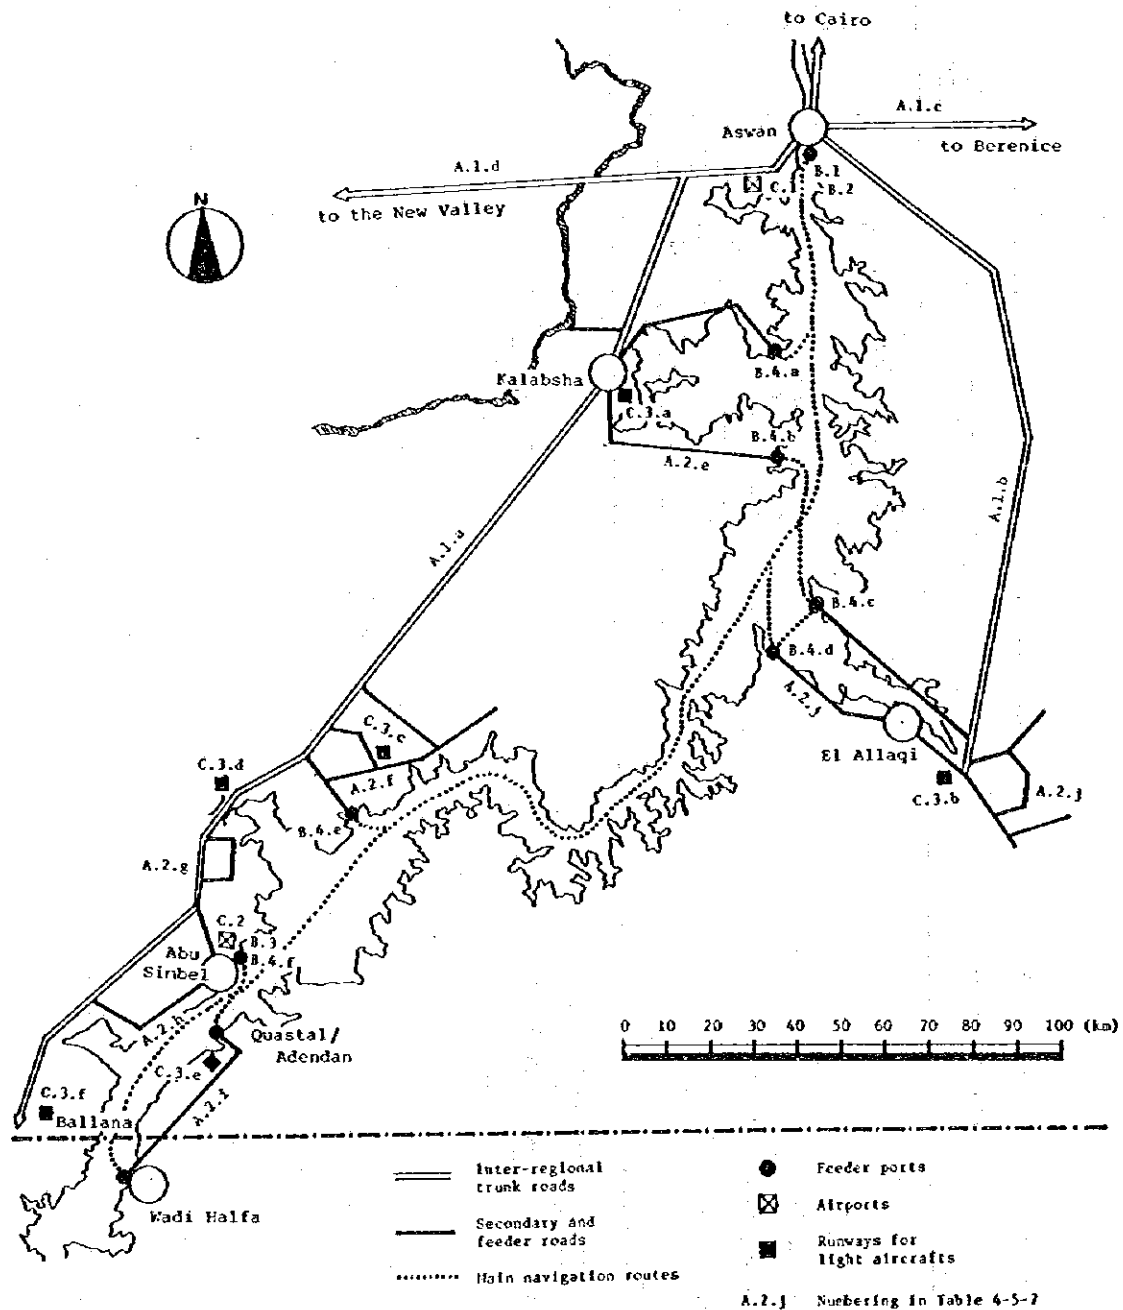 to Cairo
A.1.c
Aswan
to Berenice
A.1.d
B.1
C.1
B.2
to the New Valley
N
B.4.a
Kalabsha
C.3.a
B.4.b
A.2.e
A.1.b
A.1.a
B.4.c
B.4.d
A.2.j
El Allaqi
C.3.c
C.3.d
A.2.f
C.3.b
A.2.j
B.4.e
A.2.g
C.2
B.3
Abu
Simbel
B.4.f
A.2.h
Quastal/
Adendan
0 10 20 30 40 50 60 70 80 90 100 (km)
C.3.e
A.2.i
C.3.f
Ballana
Wadi Halfa
Inter-regional
trunk roads
Secondary and
feeder roads
Main navigation routes
Feeder ports
Airports
Runways for
light aircrafts
A.2.j Numbering in Table 4-5-2